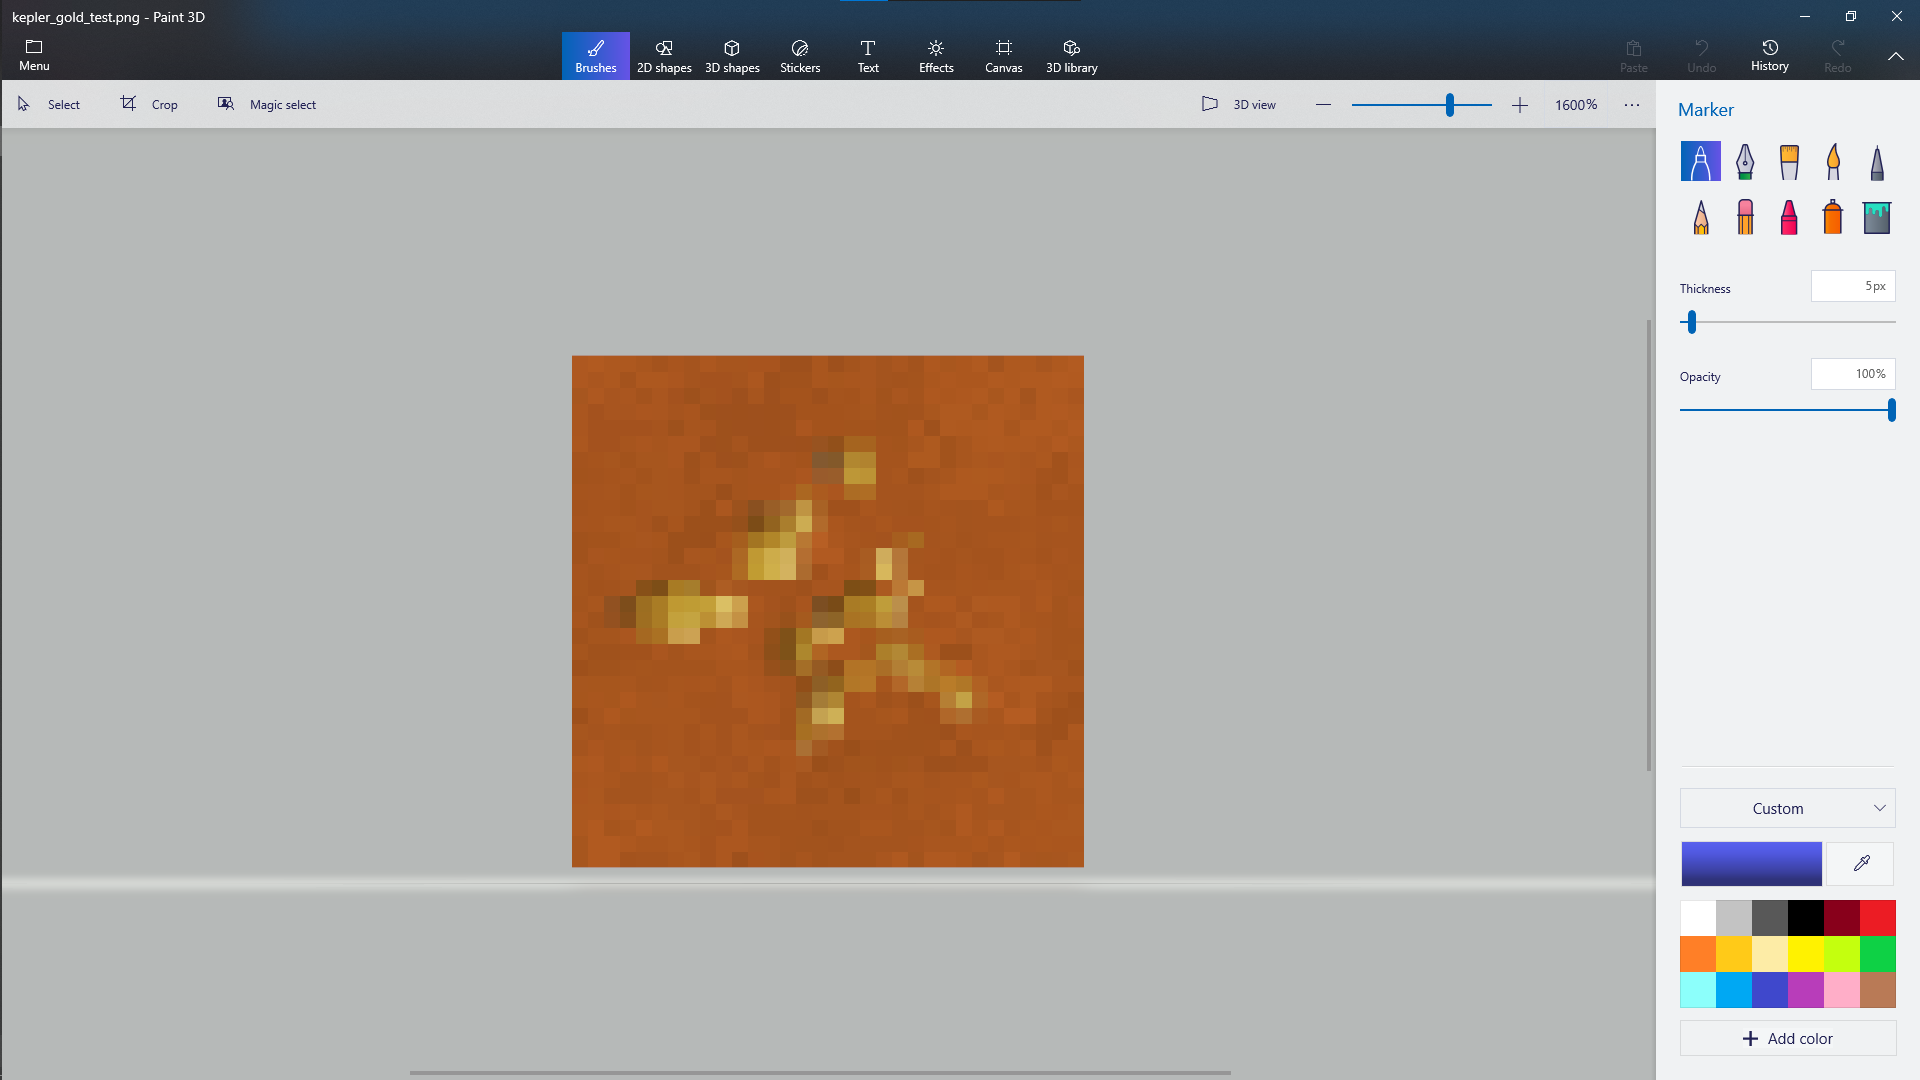 kepler_gold_test.png - Paint 3D
Menu
Brushes
2D shapes
3D shapes
Stickers
Text
Effects
Canvas
3D library
Paste
Undo
History
Redo
Select
Crop
Magic select
3D view
1600%
Marker
Thickness
5px
Opacity
100%
Custom
Add color